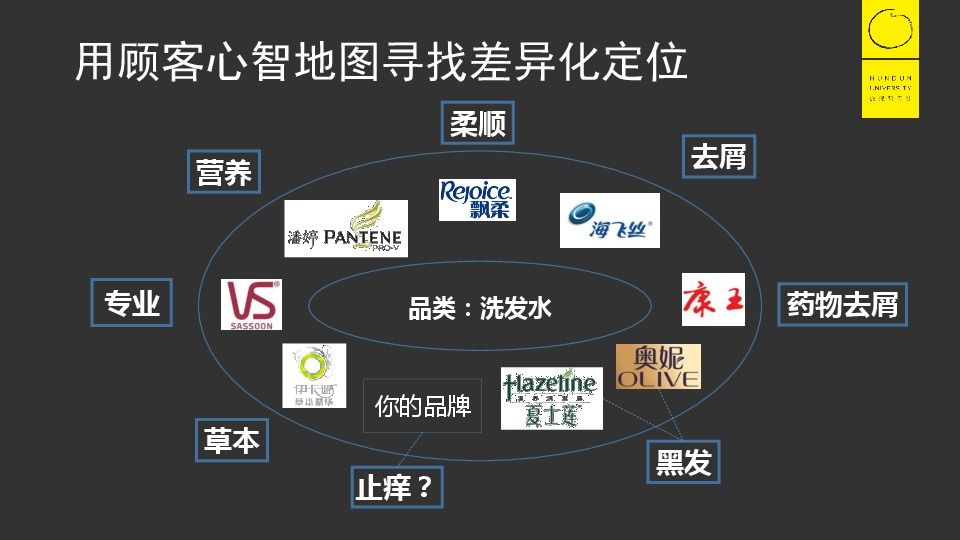 用顾客心智地图寻找差异化定位
HUNDUN
UNIVERSITY
柔顺
去屑
营养
Rejoice
飘柔
海飞丝®
潘婷 PANTENE
PRO-V
专业
VS
SASSOON
品类：洗发水
康王
药物去屑
奥妮
OLIVE
伊卡璐
草本精华
你的品牌
Hazeline
夏士莲
草本
黑发
止痒？